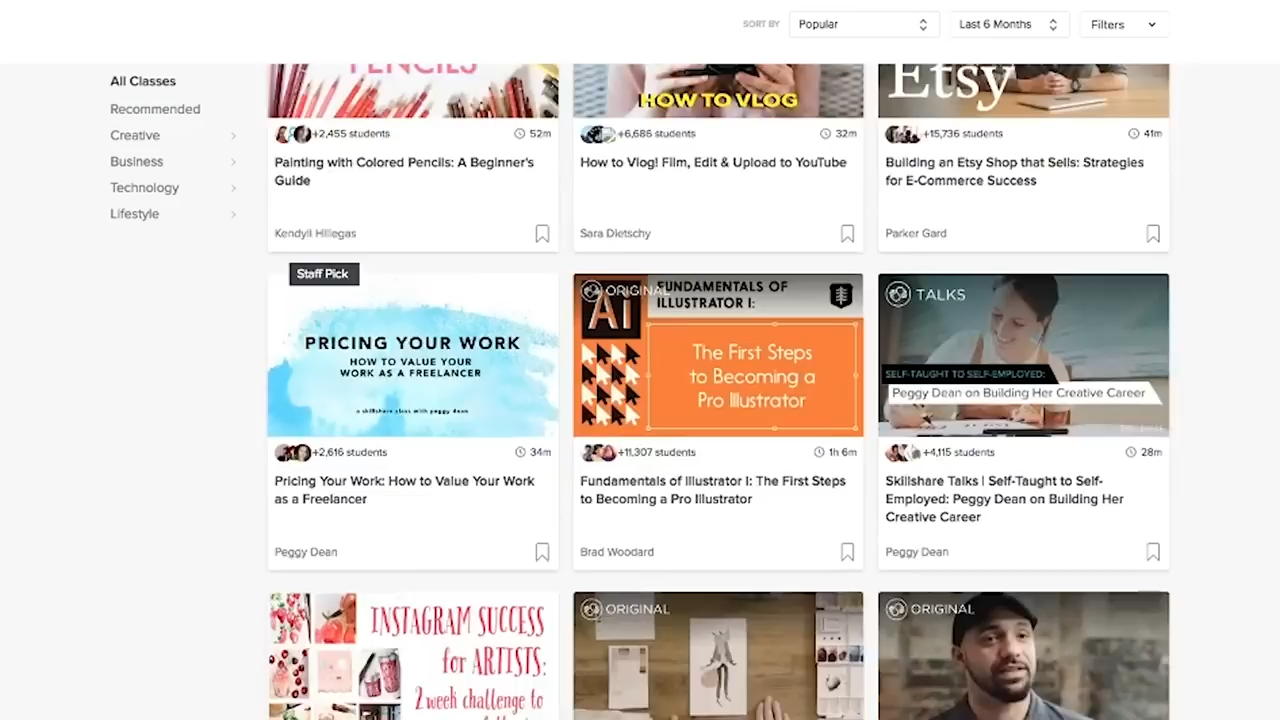 SORT BY
Popular
Last 6 Months
Filters
All Classes
Recommended
Creative
Business
Technology
Lifestyle
PENCILS
+2,455 students
52m
Painting with Colored Pencils: A Beginner's
Guide
Kendyll Hillegas
HOW TO VLOG
+6,686 students
32m
How to Vlog! Film, Edit & Upload to YouTube
Sara Dietschy
Etsy
+15,736 students
41m
Building an Etsy Shop that Sells: Strategies
for E-Commerce Success
Parker Gard
Staff Pick
PRICING YOUR WORK
HOW TO VALUE YOUR
WORK AS A FREELANCER
a skillshare class with peggy dean
+2,616 students
34m
Pricing Your Work: How to Value Your Work
as a Freelancer
Peggy Dean
ORIGINAL
Ai
FUNDAMENTALS OF
ILLUSTRATOR I:
The First Steps
to Becoming a
Pro Illustrator
+11,307 students
1h 6m
Fundamentals of Illustrator I: The First Steps
to Becoming a Pro Illustrator
Brad Woodard
TALKS
SELF-TAUGHT TO SELF-EMPLOYED:
Peggy Dean on Building Her Creative Career
+4,115 students
28m
Skillshare Talks | Self-Taught to Self-
Employed: Peggy Dean on Building Her
Creative Career
Peggy Dean
INSTAGRAM SUCCESS
for ARTISTS:
2 week challenge to
ORIGINAL
ORIGINAL